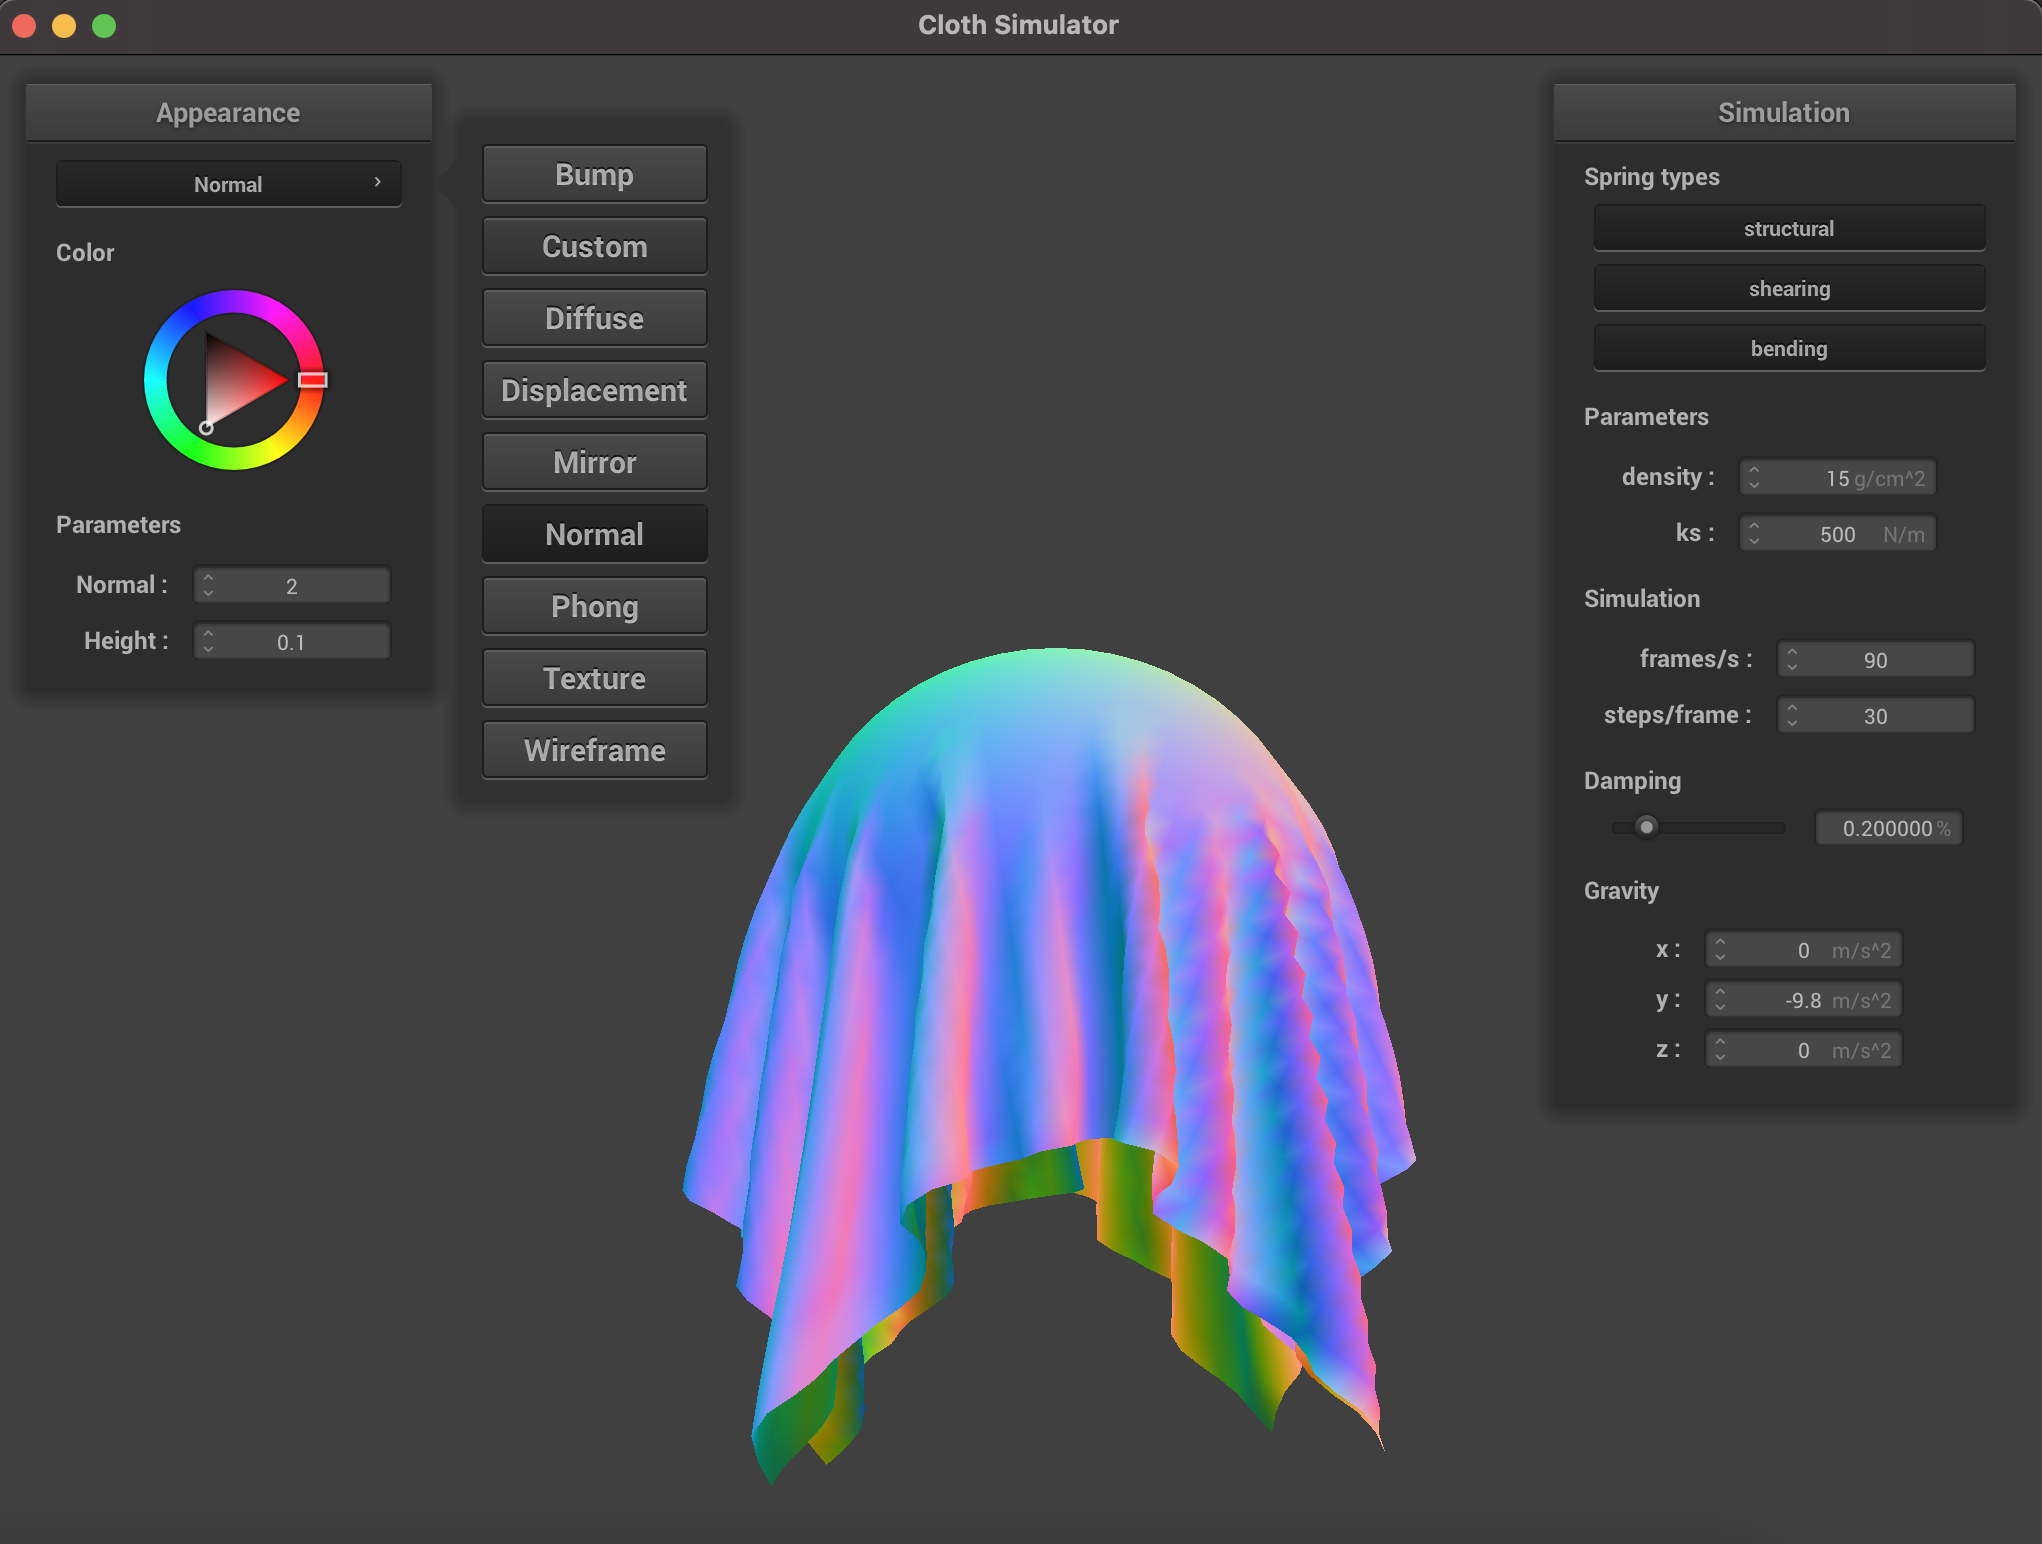 Cloth Simulator
Appearance
Normal
Color
Parameters
Normal : 2
Height : 0.1
Bump
Custom
Diffuse
Displacement
Mirror
Normal
Phong
Texture
Wireframe
Simulation
Spring types
structural
shearing
bending
Parameters
density : 15 g/cm^2
ks : 500 N/m
Simulation
frames/s : 90
steps/frame : 30
Damping
0.200000 %
Gravity
x : 0 m/s^2
y : -9.8 m/s^2
z : 0 m/s^2